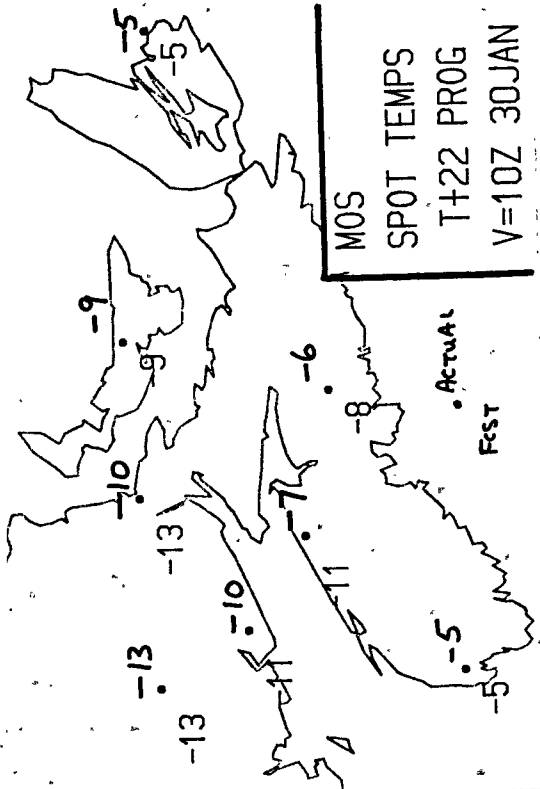 -5
-5
-9
-9
-10
-13
-6
-8
-7
-11
-10
-11
-13
-13
-5
-5
MOS
SPOT TEMPS
T+22 PROG
V=10Z 30JAN
ACTUAL
FCST